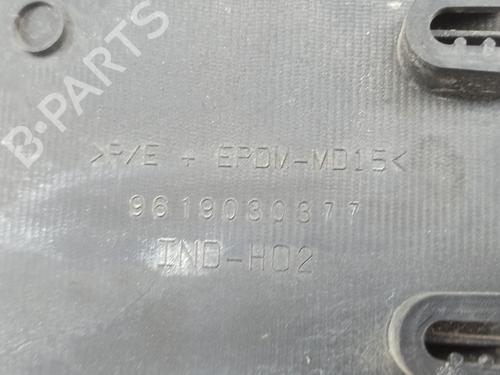 B-PARTS
>P/E + EPDM-MD15<
9619030377
IND-H02